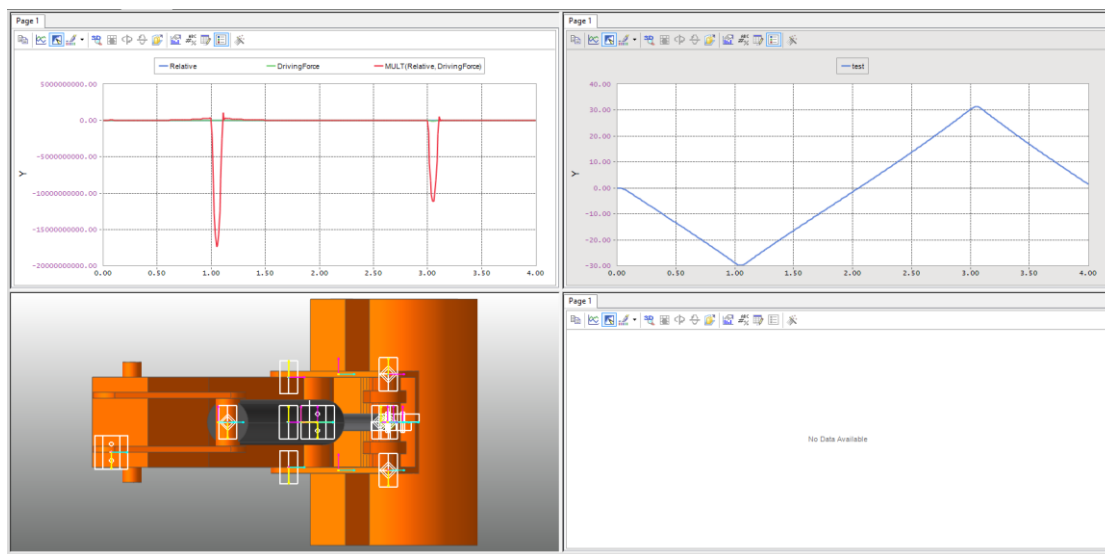 Page 1
Relative DrivingForce MULT(Relative, DrivingForce)
5000000000.00
0.00
-5000000000.00
-10000000000.00
-15000000000.00
-20000000000.00
Y
0.00 0.50 1.00 1.50 2.00 2.50 3.00 3.50 4.00
Page 1
test
40.00
30.00
20.00
10.00
0.00
-10.00
-20.00
-30.00
Y
0.00 0.50 1.00 1.50 2.00 2.50 3.00 3.50 4.00
Page 1
No Data Available